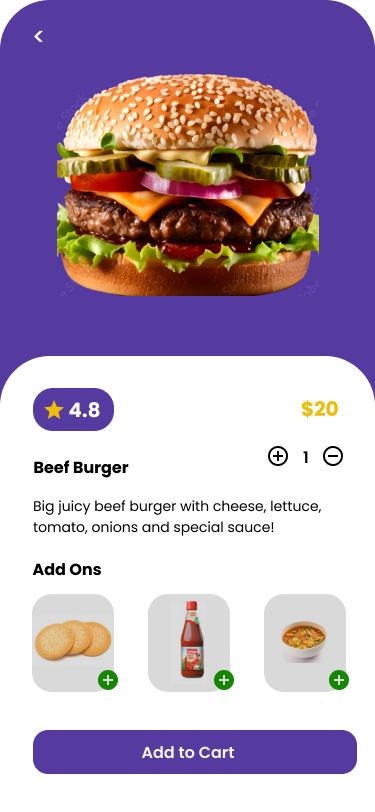 <
4.8
$20
1
Beef Burger
Big juicy beef burger with cheese, lettuce,
tomato, onions and special sauce!
Add Ons
Add to Cart